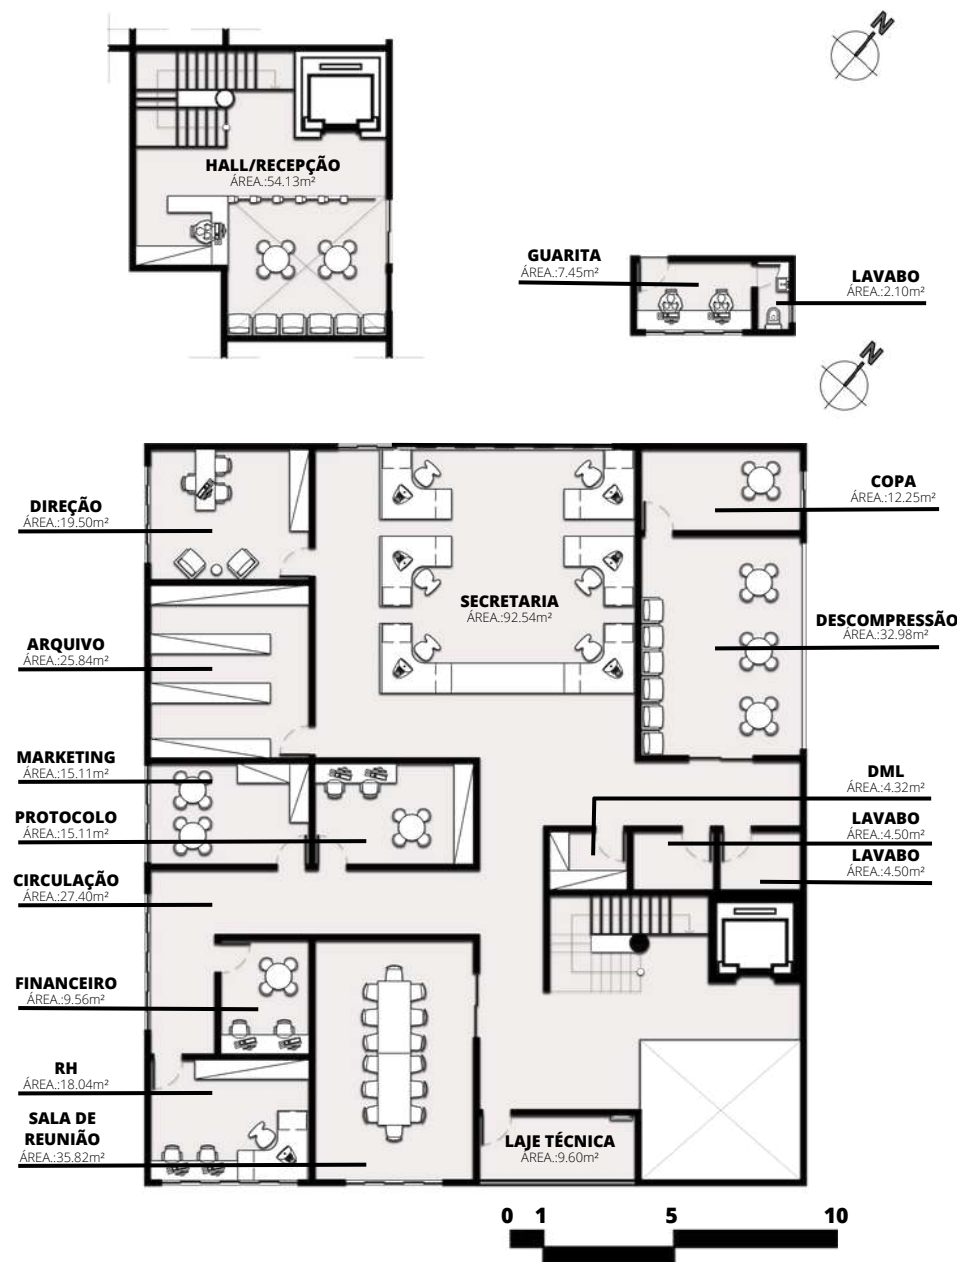 N
HALL/RECEPÇÃO
ÁREA.:54.13m²
GUARITA
ÁREA.:7.45m²
LAVABO
ÁREA.:2.10m²
N
DIREÇÃO
ÁREA.:19.50m²
COPA
ÁREA.:12.25m²
SECRETARIA
ÁREA.:92.54m²
DESCOMPRESSÃO
ÁREA.:32.98m²
ARQUIVO
ÁREA.:25.84m²
MARKETING
ÁREA.:15.11m²
DML
ÁREA.:4.32m²
PROTOCOLO
ÁREA.:15.11m²
LAVABO
ÁREA.:4.50m²
LAVABO
ÁREA.:4.50m²
CIRCULAÇÃO
ÁREA.:27.40m²
FINANCEIRO
ÁREA.:9.56m²
RH
ÁREA.:18.04m²
SALA DE
REUNIÃO
ÁREA.:35.82m²
LAJE TÉCNICA
ÁREA.:9.60m²
0 1 5 10